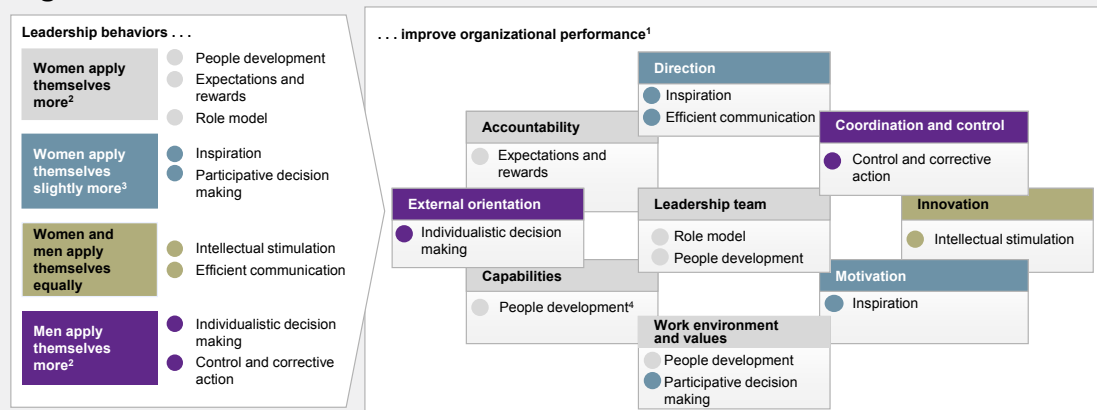 Leadership behaviors . . .
Women apply
themselves
more²
People development
Expectations and
rewards
Role model
Women apply
themselves
slightly more³
Inspiration
Participative decision
making
Women and
men apply
themselves
equally
Intellectual stimulation
Efficient communication
Men apply
themselves
more²
Individualistic decision
making
Control and corrective
action
. . . improve organizational performance¹
Direction
Inspiration
Efficient communication
Accountability
Expectations and
rewards
Coordination and control
Control and corrective
action
External orientation
Individualistic decision
making
Leadership team
Role model
People development
Innovation
Intellectual stimulation
Capabilities
People development⁴
Motivation
Inspiration
Work environment
and values
People development
Participative decision
making